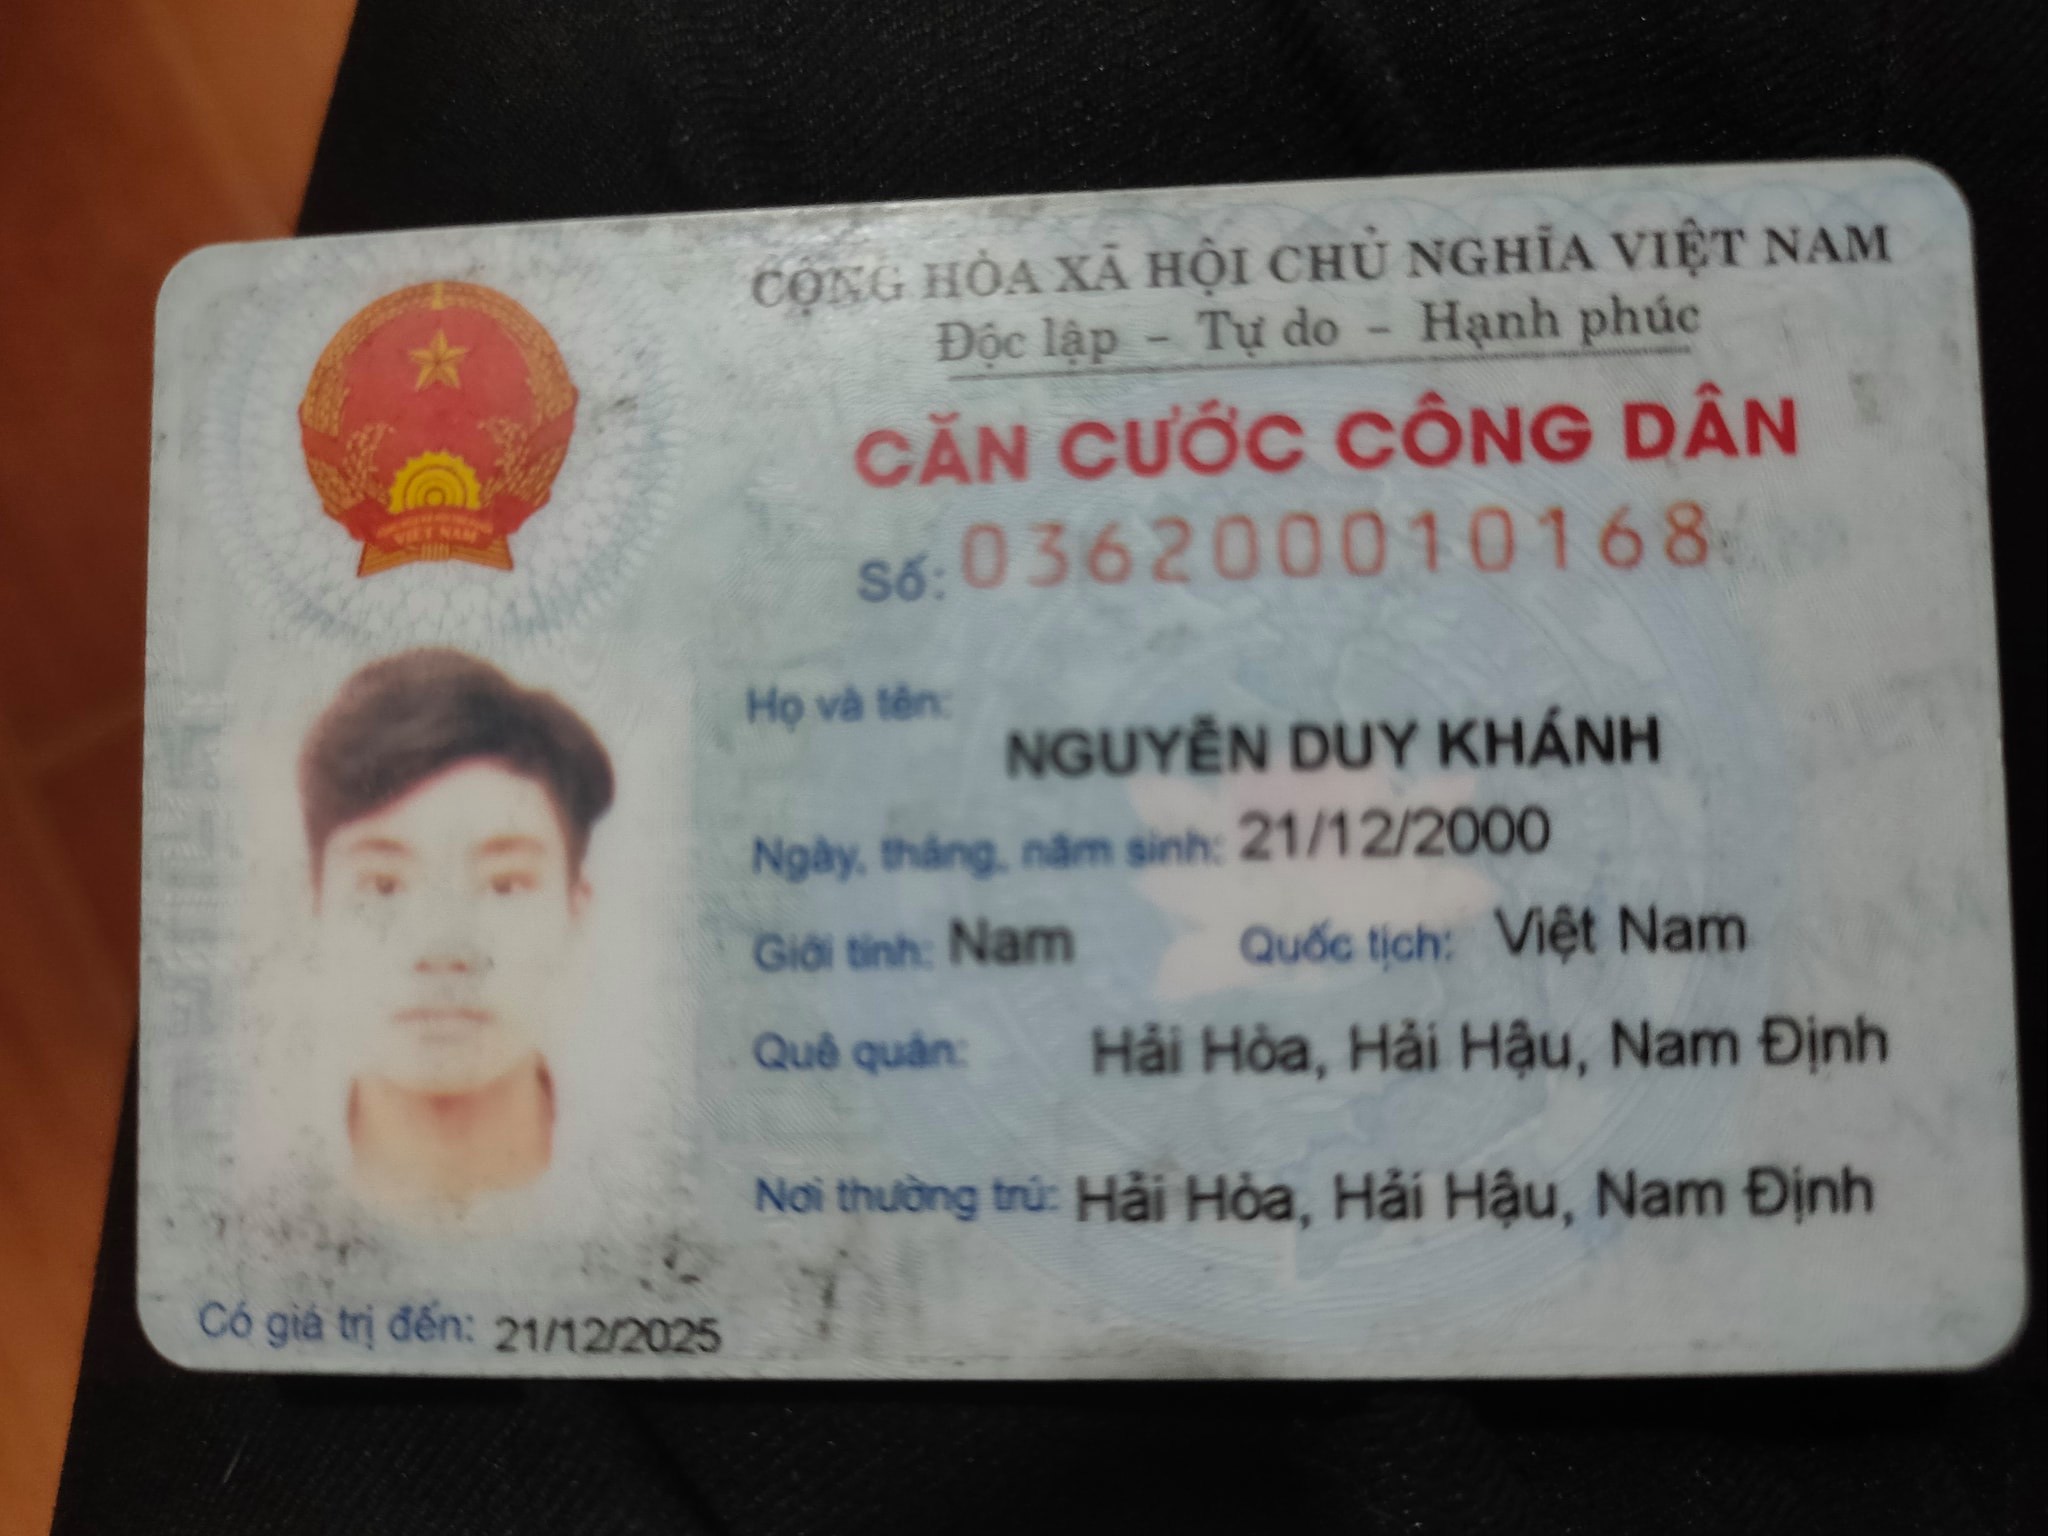 CỘNG HÒA XÃ HỘI CHỦ NGHĨA VIỆT NAM
Độc lập - Tự do - Hạnh phúc
CĂN CƯỚC CÔNG DÂN
Số: 036200010168
VIỆT NAM
Họ và tên:
NGUYỄN DUY KHÁNH
Ngày, tháng, năm sinh: 21/12/2000
Giới tính: Nam Quốc tịch: Việt Nam
Quê quán: Hải Hòa, Hải Hậu, Nam Định
Nơi thường trú: Hải Hòa, Hải Hậu, Nam Định
Có giá trị đến: 21/12/2025